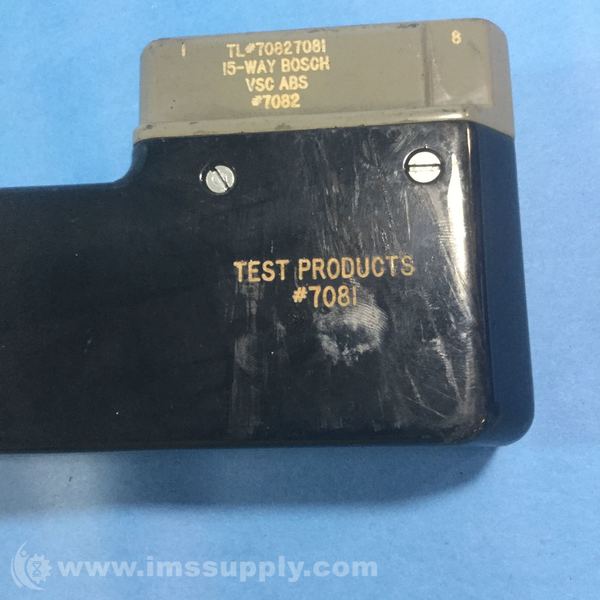 1
8
TL#70827081
15-WAY BOSCH
VSC ABS
#7082
TEST PRODUCTS
#7081
www.imssupply.com